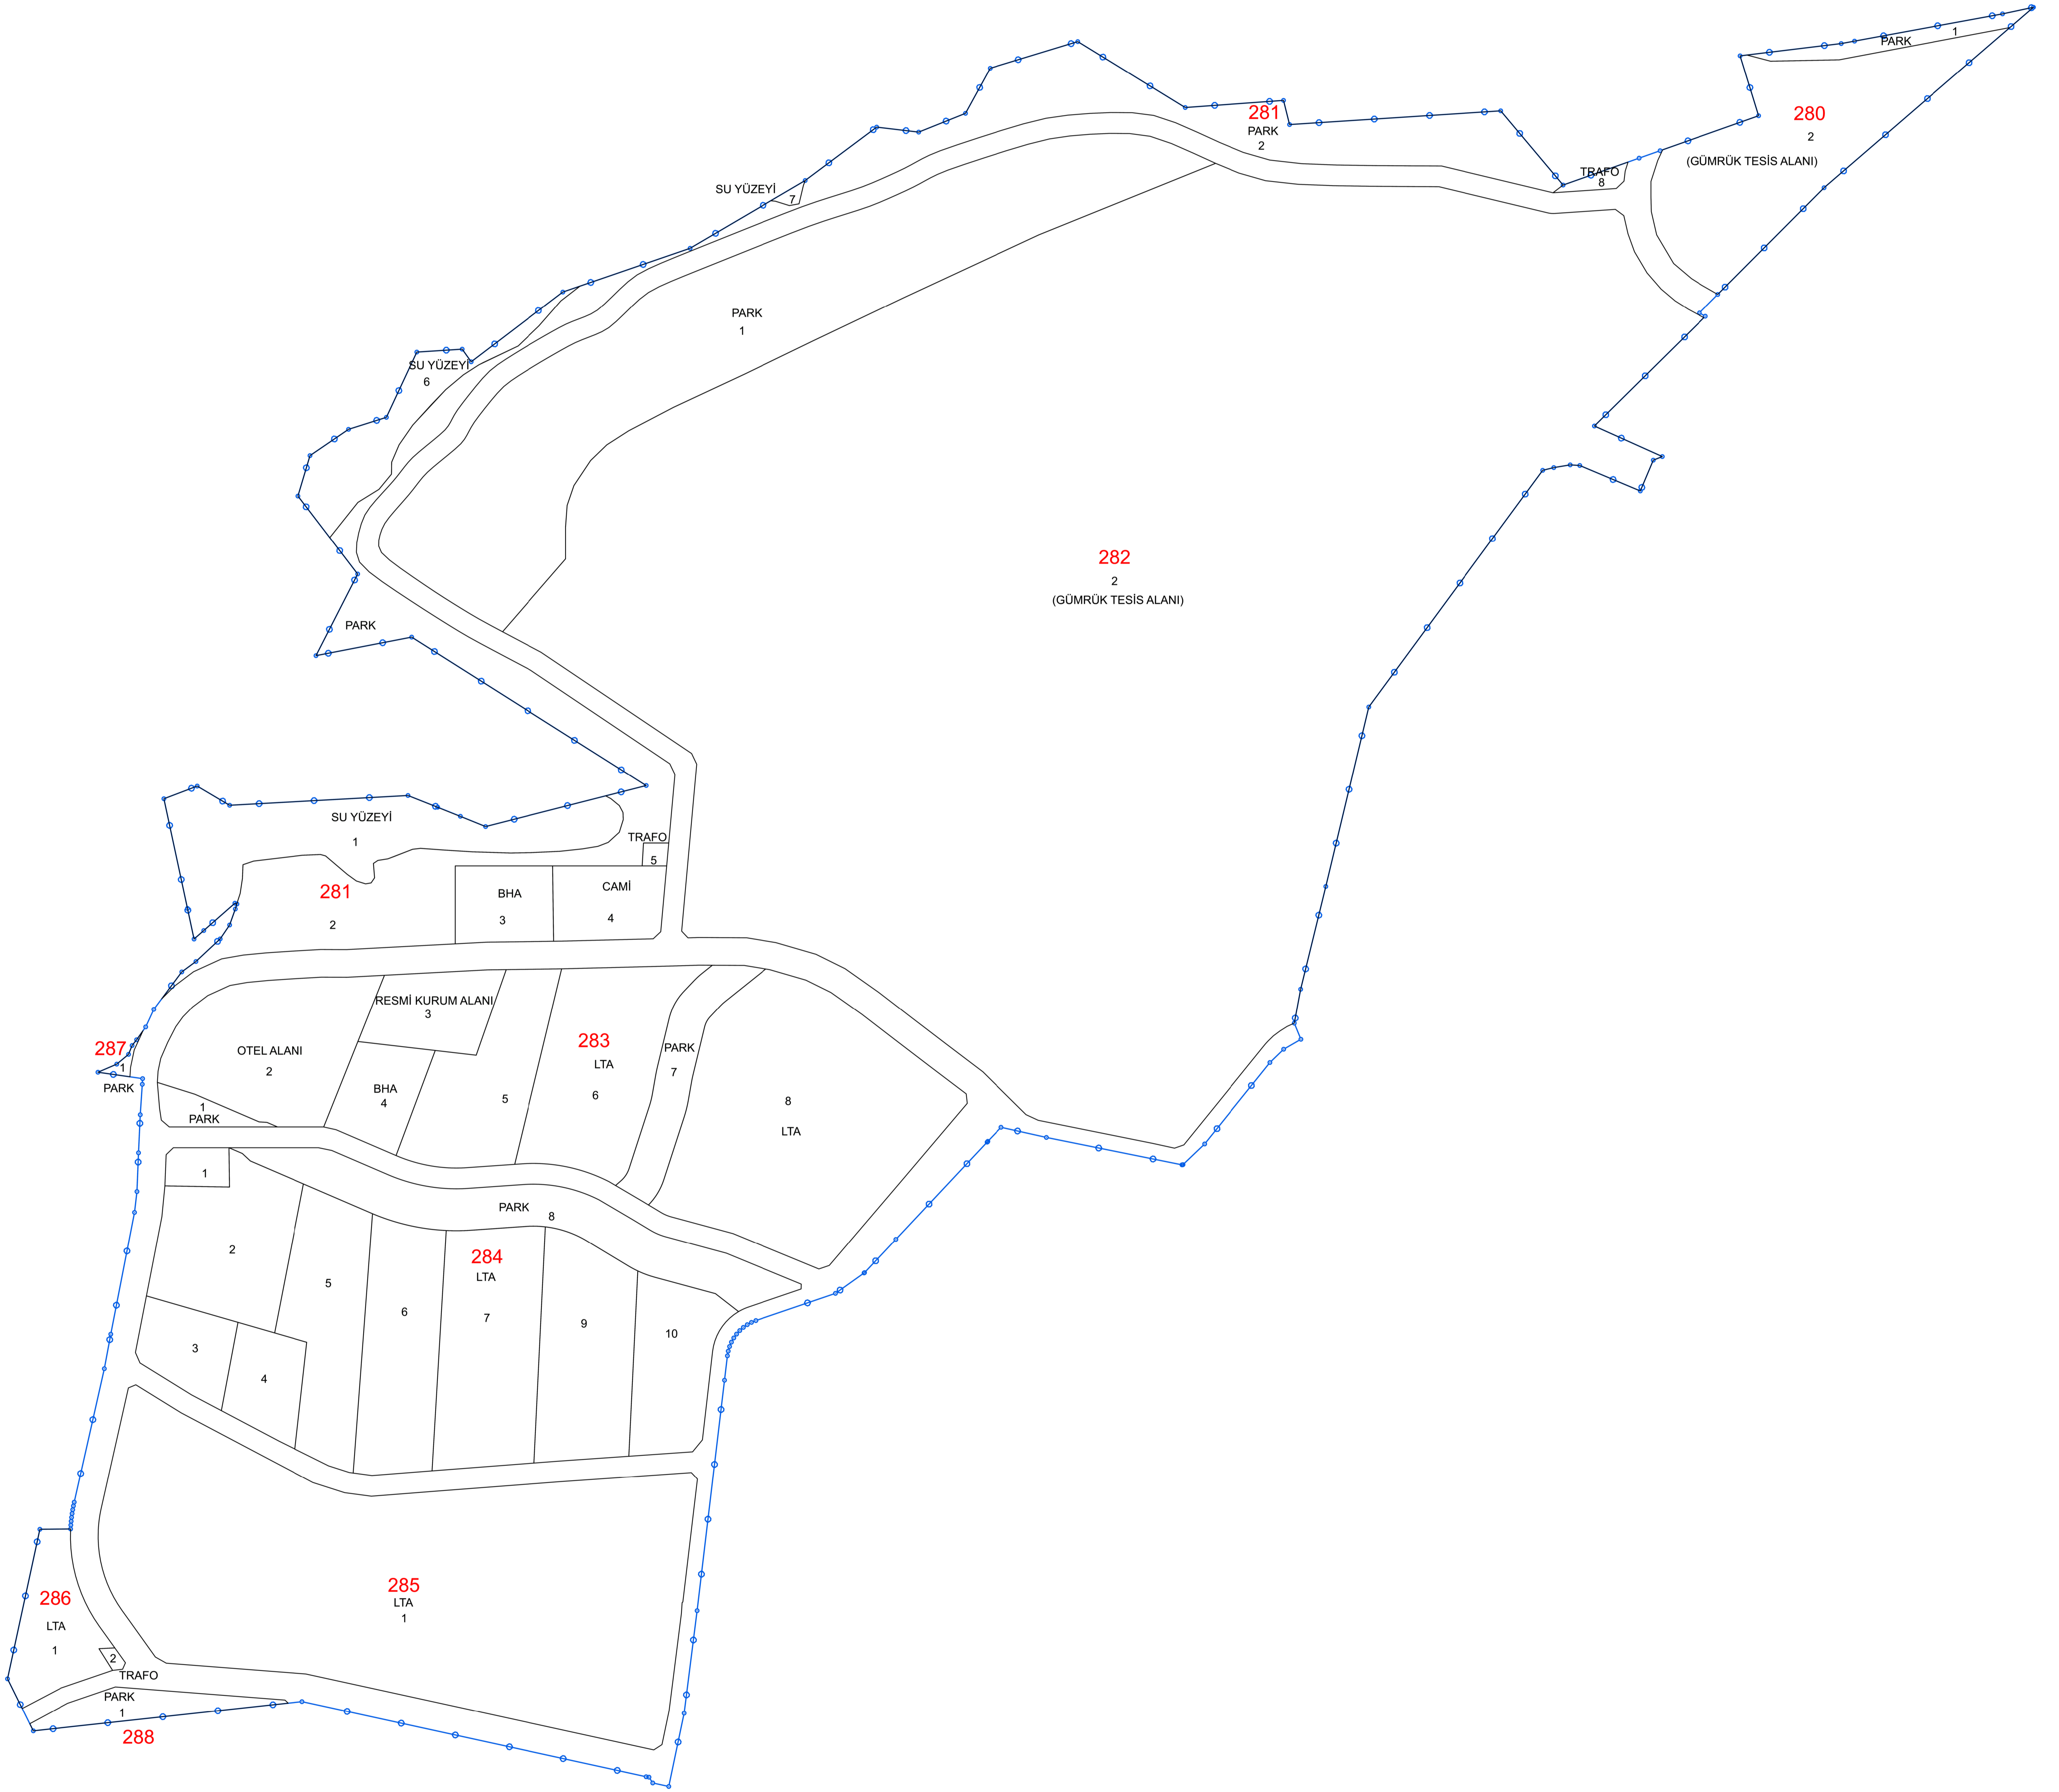 PARK
1
280
2
(GÜMRÜK TESİS ALANI)
281
PARK
2
TRAFO
8
SU YÜZEYİ
7
PARK
1
SU YÜZEYİ
6
282
2
(GÜMRÜK TESİS ALANI)
PARK
SU YÜZEYİ
1
TRAFO
5
281
2
BHA
3
CAMİ
4
RESMİ KURUM ALANI
3
283
LTA
6
OTEL ALANI
2
287
1
PARK
PARK
7
BHA
4
5
8
LTA
1
PARK
1
PARK
8
2
284
LTA
7
5
6
9
10
3
4
285
LTA
1
286
LTA
1
2
TRAFO
PARK
1
288